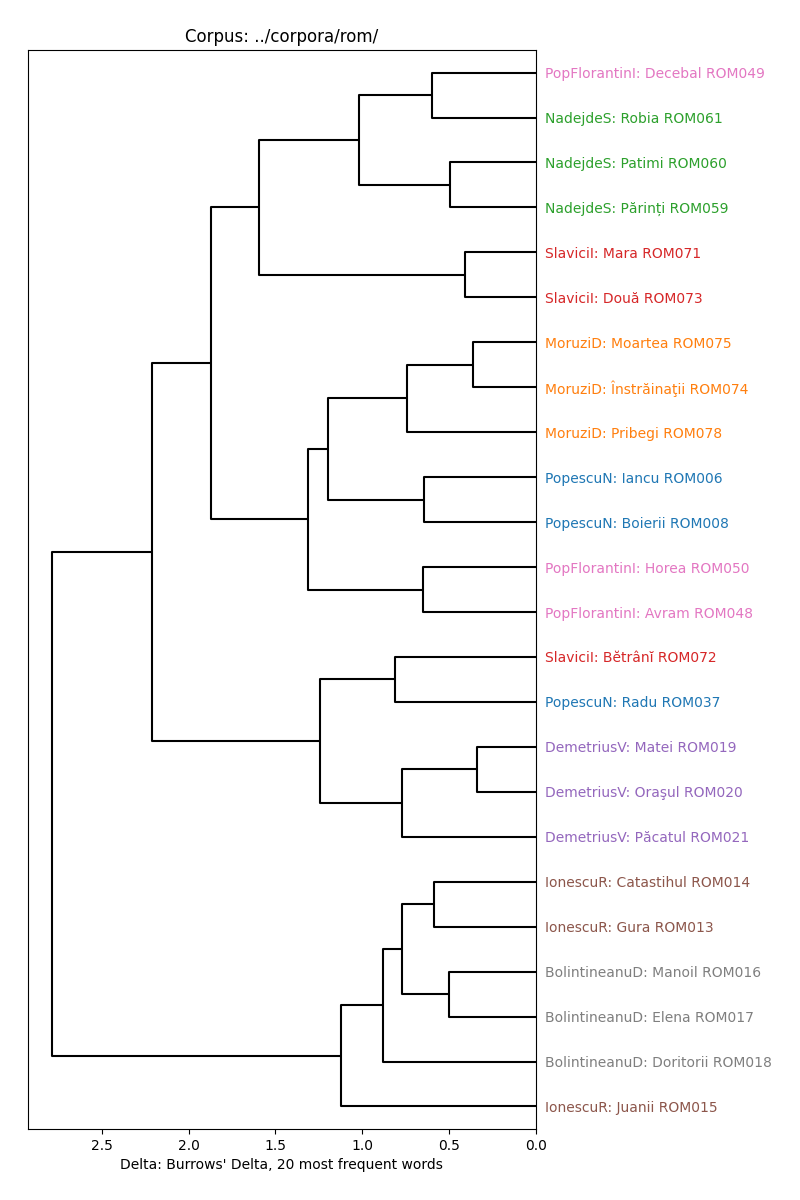 Corpus: ../corpora/rom/
PopFlorantinI: Decebal ROM049
NadejdeS: Robia ROM061
NadejdeS: Patimi ROM060
NadejdeS: Părinți ROM059
SlaviciI: Mara ROM071
SlaviciI: Două ROM073
MoruziD: Moartea ROM075
MoruziD: Înstrăinaţii ROM074
MoruziD: Pribegi ROM078
PopescuN: Iancu ROM006
PopescuN: Boierii ROM008
PopFlorantinI: Horea ROM050
PopFlorantinI: Avram ROM048
SlaviciI: Bĕtrânĭ ROM072
PopescuN: Radu ROM037
DemetriusV: Matei ROM019
DemetriusV: Oraşul ROM020
DemetriusV: Păcatul ROM021
IonescuR: Catastihul ROM014
IonescuR: Gura ROM013
BolintineanuD: Manoil ROM016
BolintineanuD: Elena ROM017
BolintineanuD: Doritorii ROM018
IonescuR: Juanii ROM015
2.5 2.0 1.5 1.0 0.5 0.0
Delta: Burrows' Delta, 20 most frequent words